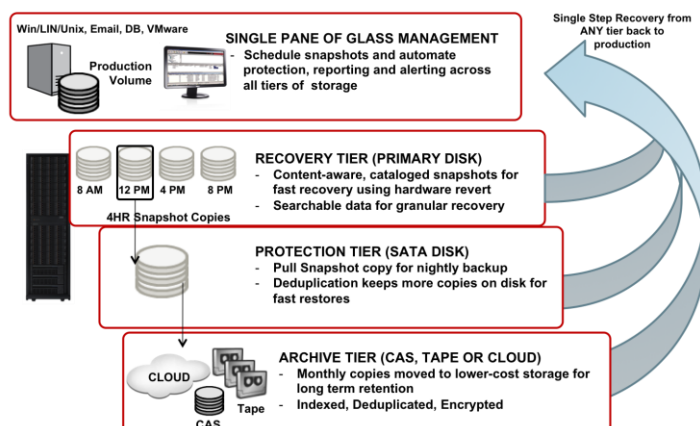 Win/LIN/Unix, Email, DB, VMware
Production
Volume
SINGLE PANE OF GLASS MANAGEMENT
- Schedule snapshots and automate
protection, reporting and alerting across
all tiers of storage
Single Step Recovery from
ANY tier back to
production
8 AM
12 PM
4 PM
8 PM
4HR Snapshot Copies
RECOVERY TIER (PRIMARY DISK)
- Content-aware, cataloged snapshots for
fast recovery using hardware revert
- Searchable data for granular recovery
PROTECTION TIER (SATA DISK)
- Pull Snapshot copy for nightly backup
- Deduplication keeps more copies on disk for
fast restores
CLOUD
Tape
CAS
ARCHIVE TIER (CAS, TAPE OR CLOUD)
- Monthly copies moved to lower-cost storage for
long term retention
- Indexed, Deduplicated, Encrypted